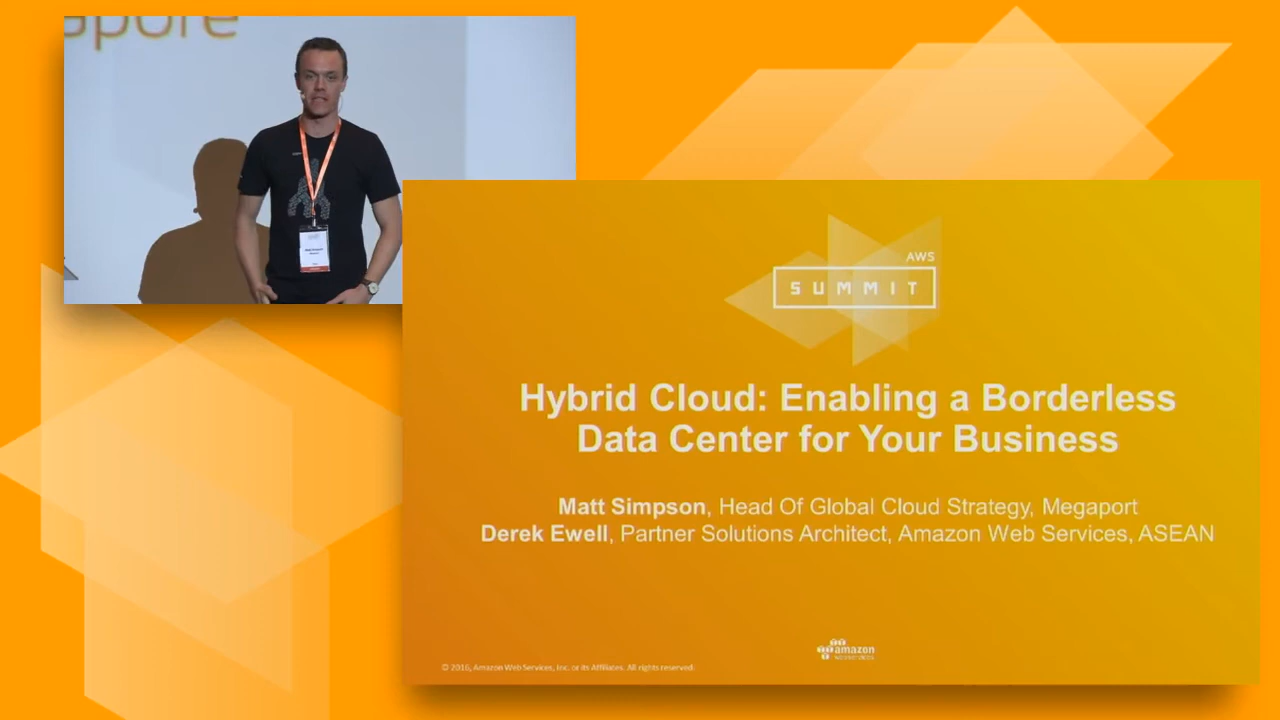 spore
AWS
SUMMIT
Hybrid Cloud: Enabling a Borderless
Data Center for Your Business
Matt Simpson, Head Of Global Cloud Strategy, Megaport
Derek Ewell, Partner Solutions Architect, Amazon Web Services, ASEAN
amazon
web services
© 2016, Amazon Web Services, Inc. or its Affiliates. All rights reserved.